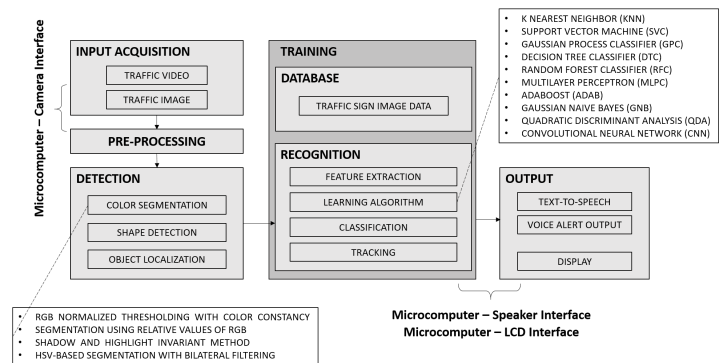 Microcomputer – Camera Interface
INPUT ACQUISITION
TRAFFIC VIDEO
TRAFFIC IMAGE
PRE-PROCESSING
DETECTION
COLOR SEGMENTATION
SHAPE DETECTION
OBJECT LOCALIZATION
• RGB NORMALIZED THRESHOLDING WITH COLOR CONSTANCY
• SEGMENTATION USING RELATIVE VALUES OF RGB
• SHADOW AND HIGHLIGHT INVARIANT METHOD
• HSV-BASED SEGMENTATION WITH BILATERAL FILTERING
TRAINING
DATABASE
TRAFFIC SIGN IMAGE DATA
RECOGNITION
FEATURE EXTRACTION
LEARNING ALGORITHM
CLASSIFICATION
TRACKING
• K NEAREST NEIGHBOR (KNN)
• SUPPORT VECTOR MACHINE (SVC)
• GAUSSIAN PROCESS CLASSIFIER (GPC)
• DECISION TREE CLASSIFIER (DTC)
• RANDOM FOREST CLASSIFIER (RFC)
• MULTILAYER PERCEPTRON (MLPC)
• ADABOOST (ADAB)
• GAUSSIAN NAIVE BAYES (GNB)
• QUADRATIC DISCRIMINANT ANALYSIS (QDA)
• CONVOLUTIONAL NEURAL NETWORK (CNN)
OUTPUT
TEXT-TO-SPEECH
VOICE ALERT OUTPUT
DISPLAY
Microcomputer – Speaker Interface
Microcomputer – LCD Interface